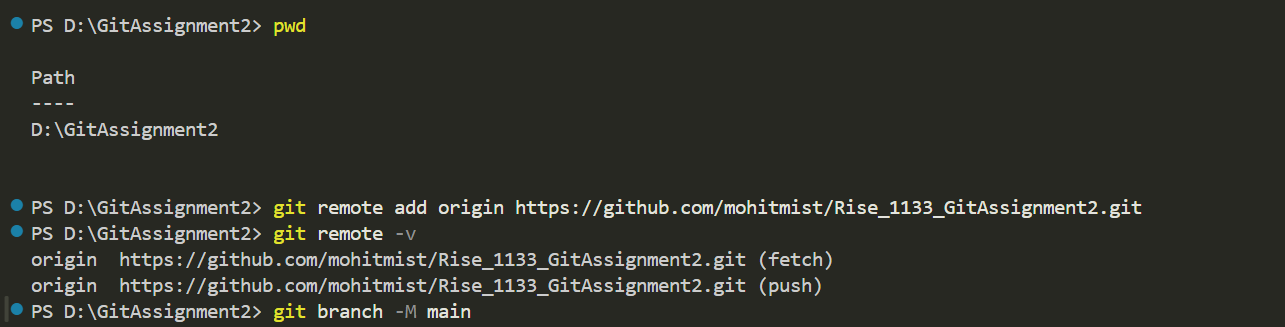 PS D:\GitAssignment2> pwd
Path
----
D:\GitAssignment2
PS D:\GitAssignment2> git remote add origin https://github.com/mohitmist/Rise_1133_GitAssignment2.git
PS D:\GitAssignment2> git remote -v
origin  https://github.com/mohitmist/Rise_1133_GitAssignment2.git (fetch)
origin  https://github.com/mohitmist/Rise_1133_GitAssignment2.git (push)
PS D:\GitAssignment2> git branch -M main